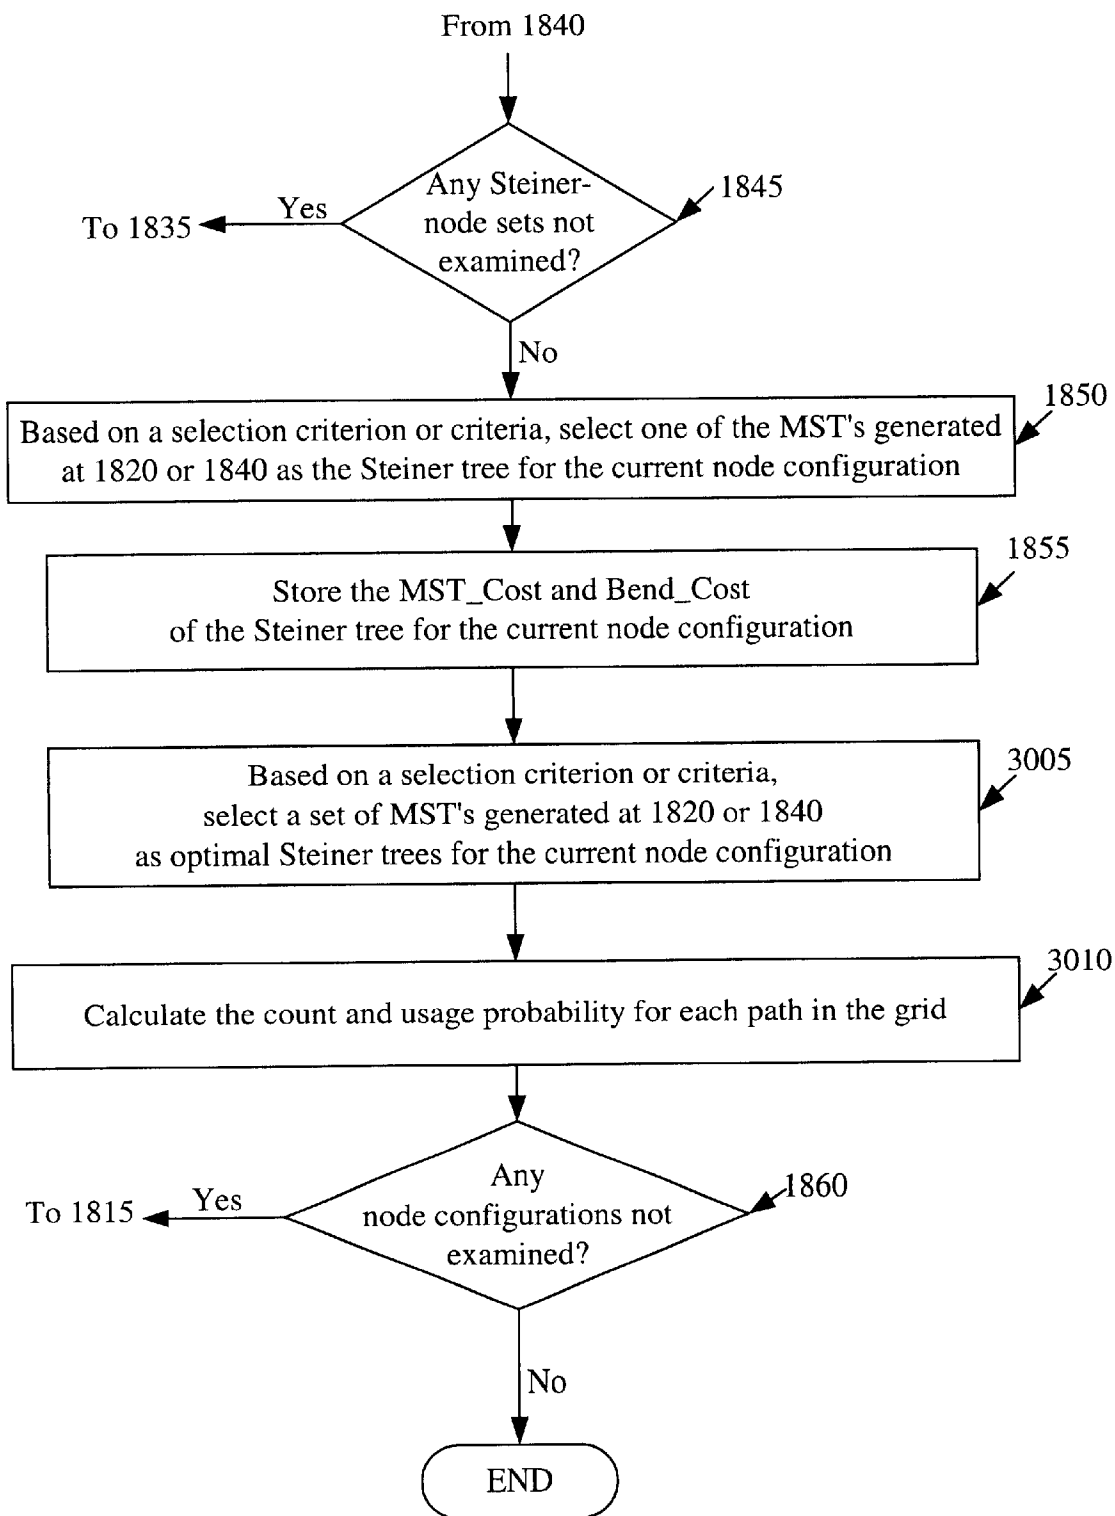 From 1840
Any Steiner-
node sets not
examined?
1845
Yes
To 1835
No
1850
Based on a selection criterion or criteria, select one of the MST's generated
at 1820 or 1840 as the Steiner tree for the current node configuration
1855
Store the MST_Cost and Bend_Cost
of the Steiner tree for the current node configuration
3005
Based on a selection criterion or criteria,
select a set of MST's generated at 1820 or 1840
as optimal Steiner trees for the current node configuration
3010
Calculate the count and usage probability for each path in the grid
Any
node configurations not
examined?
1860
Yes
To 1815
No
END